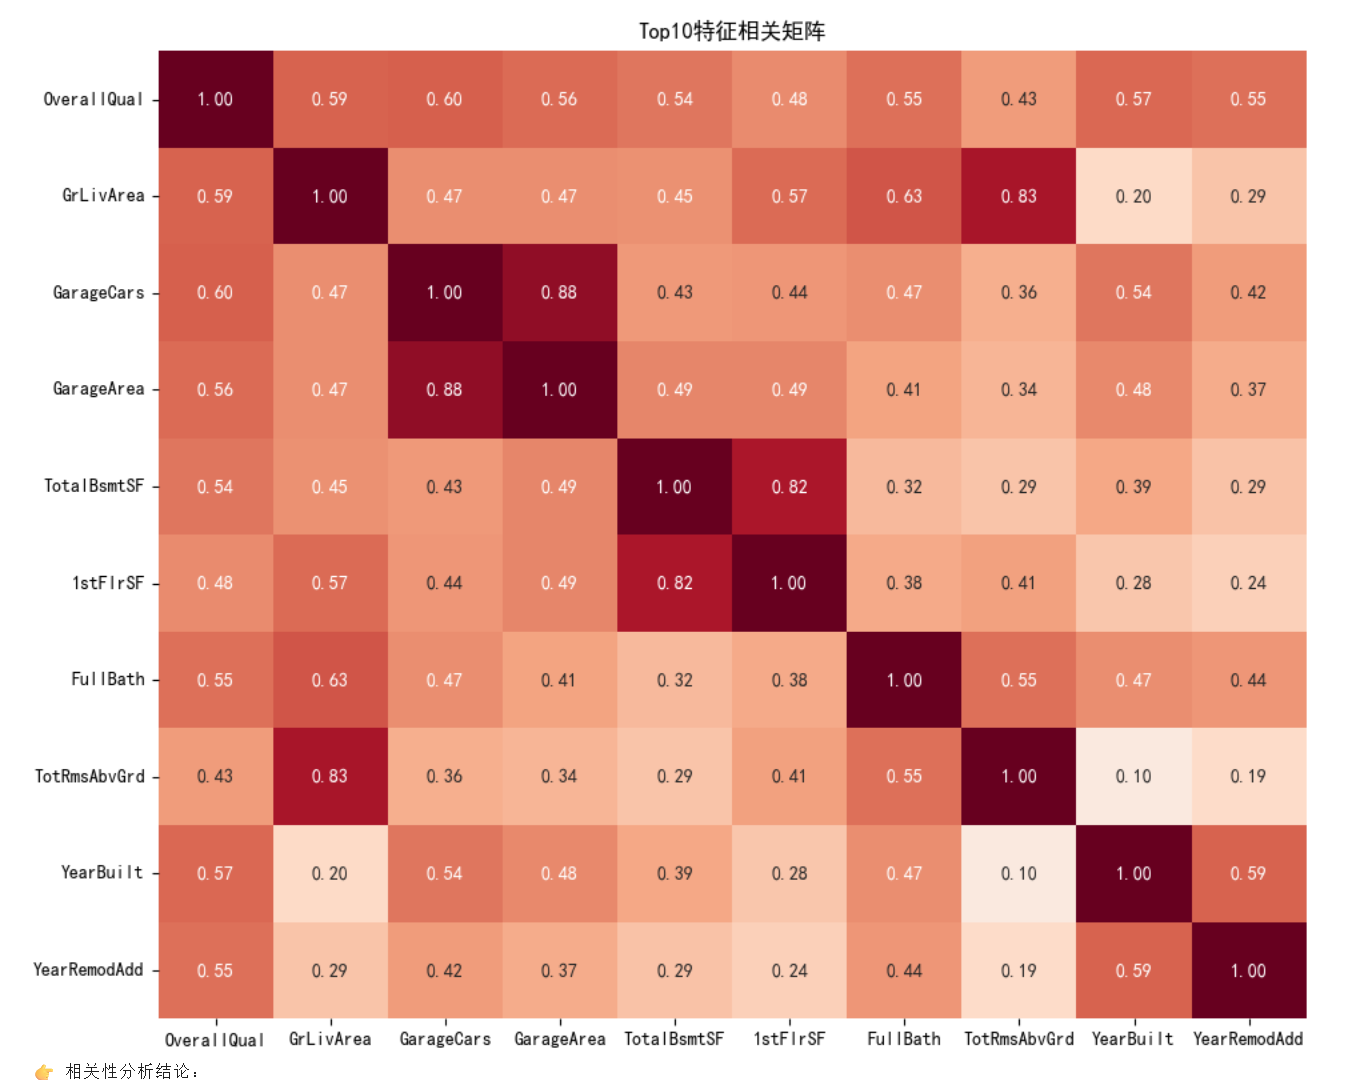 Top10特征相关矩阵
OverallQual 1.00 0.59 0.60 0.56 0.54 0.48 0.55 0.43 0.57 0.55
GrLivArea 0.59 1.00 0.47 0.47 0.45 0.57 0.63 0.83 0.20 0.29
GarageCars 0.60 0.47 1.00 0.88 0.43 0.44 0.47 0.36 0.54 0.42
GarageArea 0.56 0.47 0.88 1.00 0.49 0.49 0.41 0.34 0.48 0.37
TotalBsmtSF 0.54 0.45 0.43 0.49 1.00 0.82 0.32 0.29 0.39 0.29
1stFlrSF 0.48 0.57 0.44 0.49 0.82 1.00 0.38 0.41 0.28 0.24
FullBath 0.55 0.63 0.47 0.41 0.32 0.38 1.00 0.55 0.47 0.44
TotRmsAbvGrd 0.43 0.83 0.36 0.34 0.29 0.41 0.55 1.00 0.10 0.19
YearBuilt 0.57 0.20 0.54 0.48 0.39 0.28 0.47 0.10 1.00 0.59
YearRemodAdd 0.55 0.29 0.42 0.37 0.29 0.24 0.44 0.19 0.59 1.00
OverallQual GrLivArea GarageCars GarageArea TotalBsmtSF 1stFlrSF FullBath TotRmsAbvGrd YearBuilt YearRemodAdd
👉 相关性分析结论：